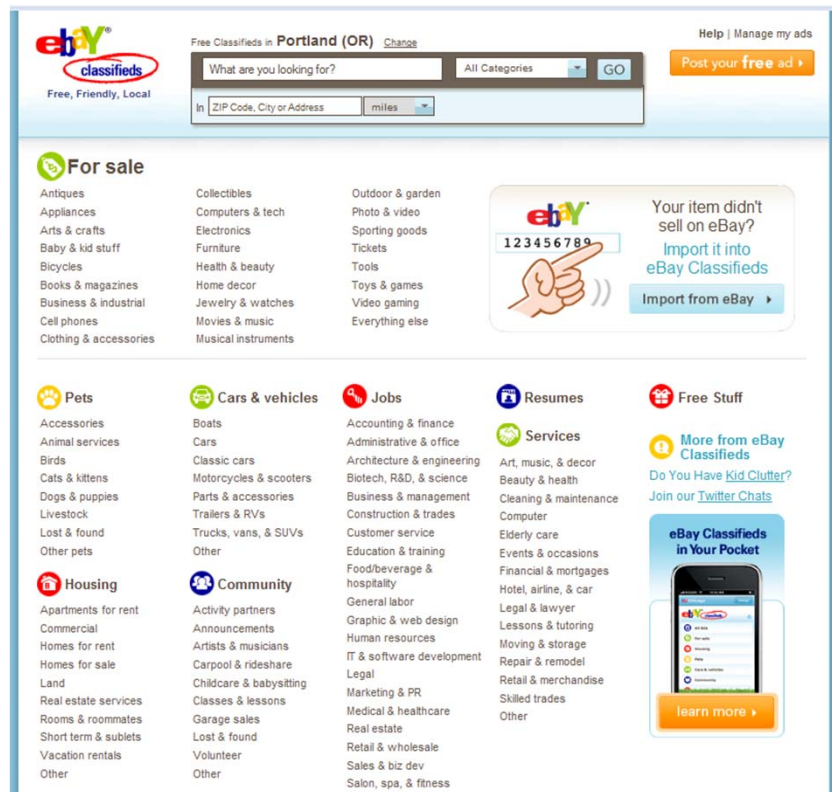 ebay
classifieds
Free, Friendly, Local
Free Classifieds in Portland (OR) Change
What are you looking for?
All Categories
GO
In
ZIP Code, City or Address
miles
Help | Manage my ads
Post your free ad
For sale
Antiques
Appliances
Arts & crafts
Baby & kid stuff
Bicycles
Books & magazines
Business & industrial
Cell phones
Clothing & accessories
Collectibles
Computers & tech
Electronics
Furniture
Health & beauty
Home decor
Jewelry & watches
Movies & music
Musical instruments
Outdoor & garden
Photo & video
Sporting goods
Tickets
Tools
Toys & games
Video gaming
Everything else
ebay
123456789
Your item didn't
sell on eBay?
Import it into
eBay Classifieds
Import from eBay
Pets
Accessories
Animal services
Birds
Cats & kittens
Dogs & puppies
Livestock
Lost & found
Other pets
Housing
Apartments for rent
Commercial
Homes for rent
Homes for sale
Land
Real estate services
Rooms & roommates
Short term & sublets
Vacation rentals
Other
Cars & vehicles
Boats
Cars
Classic cars
Motorcycles & scooters
Parts & accessories
Trailers & RVs
Trucks, vans, & SUVs
Other
Community
Activity partners
Announcements
Artists & musicians
Carpool & rideshare
Childcare & babysitting
Classes & lessons
Garage sales
Lost & found
Volunteer
Other
Jobs
Accounting & finance
Administrative & office
Architecture & engineering
Biotech, R&D, & science
Business & management
Construction & trades
Customer service
Education & training
Food/beverage &
hospitality
General labor
Graphic & web design
Human resources
IT & software development
Legal
Marketing & PR
Medical & healthcare
Real estate
Retail & wholesale
Sales & biz dev
Salon, spa, & fitness
Resumes
Services
Art, music, & decor
Beauty & health
Cleaning & maintenance
Computer
Elderly care
Events & occasions
Financial & mortgages
Hotel, airline, & car
Legal & lawyer
Lessons & tutoring
Moving & storage
Repair & remodel
Retail & merchandise
Skilled trades
Other
Free Stuff
More from eBay
Classifieds
Do You Have Kid Clutter?
Join our Twitter Chats
eBay Classifieds
in Your Pocket
ebay
For sale
Housing
Pets
Cars & vehicles
Community
learn more